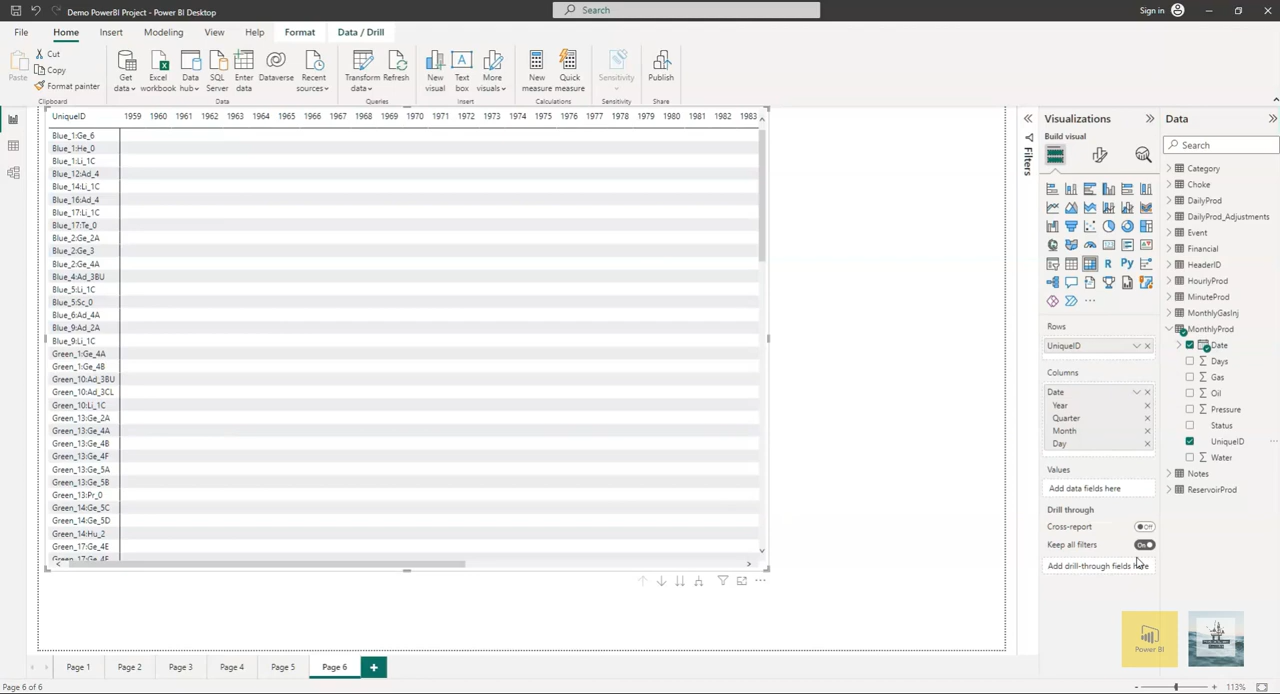 Demo PowerBI Project - Power BI Desktop
Search
Sign in
File
Home
Insert
Modeling
View
Help
Format
Data / Drill
Paste
Cut
Copy
Format painter
Clipboard
Get data
Excel workbook
Data hub
SQL Server
Enter data
Dataverse
Recent sources
Data
Transform data
Refresh
Queries
New visual
Text box
More visuals
Insert
New measure
Quick measure
Calculations
Sensitivity
Sensitivity
Publish
Share
UniqueID 1959 1960 1961 1962 1963 1964 1965 1966 1967 1968 1969 1970 1971 1972 1973 1974 1975 1976 1977 1978 1979 1980 1981 1982 1983
Blue_1:Ge_6
Blue_1:He_0
Blue_1:Li_1C
Blue_12:Ad_4
Blue_14:Li_1C
Blue_16:Ad_4
Blue_17:Li_1C
Blue_17:Te_0
Blue_2:Ge_2A
Blue_2:Ge_3
Blue_2:Ge_4A
Blue_4:Ad_3BU
Blue_5:Li_1C
Blue_5:Sc_0
Blue_6:Ad_4A
Blue_9:Ad_2A
Blue_9:Li_1C
Green_1:Ge_4A
Green_1:Ge_4B
Green_10:Ad_3BU
Green_10:Ad_3CL
Green_10:Li_1C
Green_13:Ge_2A
Green_13:Ge_4A
Green_13:Ge_4B
Green_13:Ge_4F
Green_13:Ge_5A
Green_13:Ge_5B
Green_13:Pr_0
Green_14:Ge_5C
Green_14:Ge_5D
Green_14:Hu_2
Green_17:Ge_4E
Green_17:Ge_4F
Filters
Visualizations
Build visual
R
Py
Rows
UniqueID
Columns
Date
Year
Quarter
Month
Day
Values
Add data fields here
Drill through
Cross-report
Off
Keep all filters
On
Add drill-through fields here
Data
Search
Category
Choke
DailyProd
DailyProd_Adjustments
Event
Financial
HeaderID
HourlyProd
MinuteProd
MonthlyGasInj
MonthlyProd
Date
Days
Gas
Oil
Pressure
Status
UniqueID
Water
Notes
ReservoirProd
Power BI
Page 1
Page 2
Page 3
Page 4
Page 5
Page 6
Page 6 of 6
113%